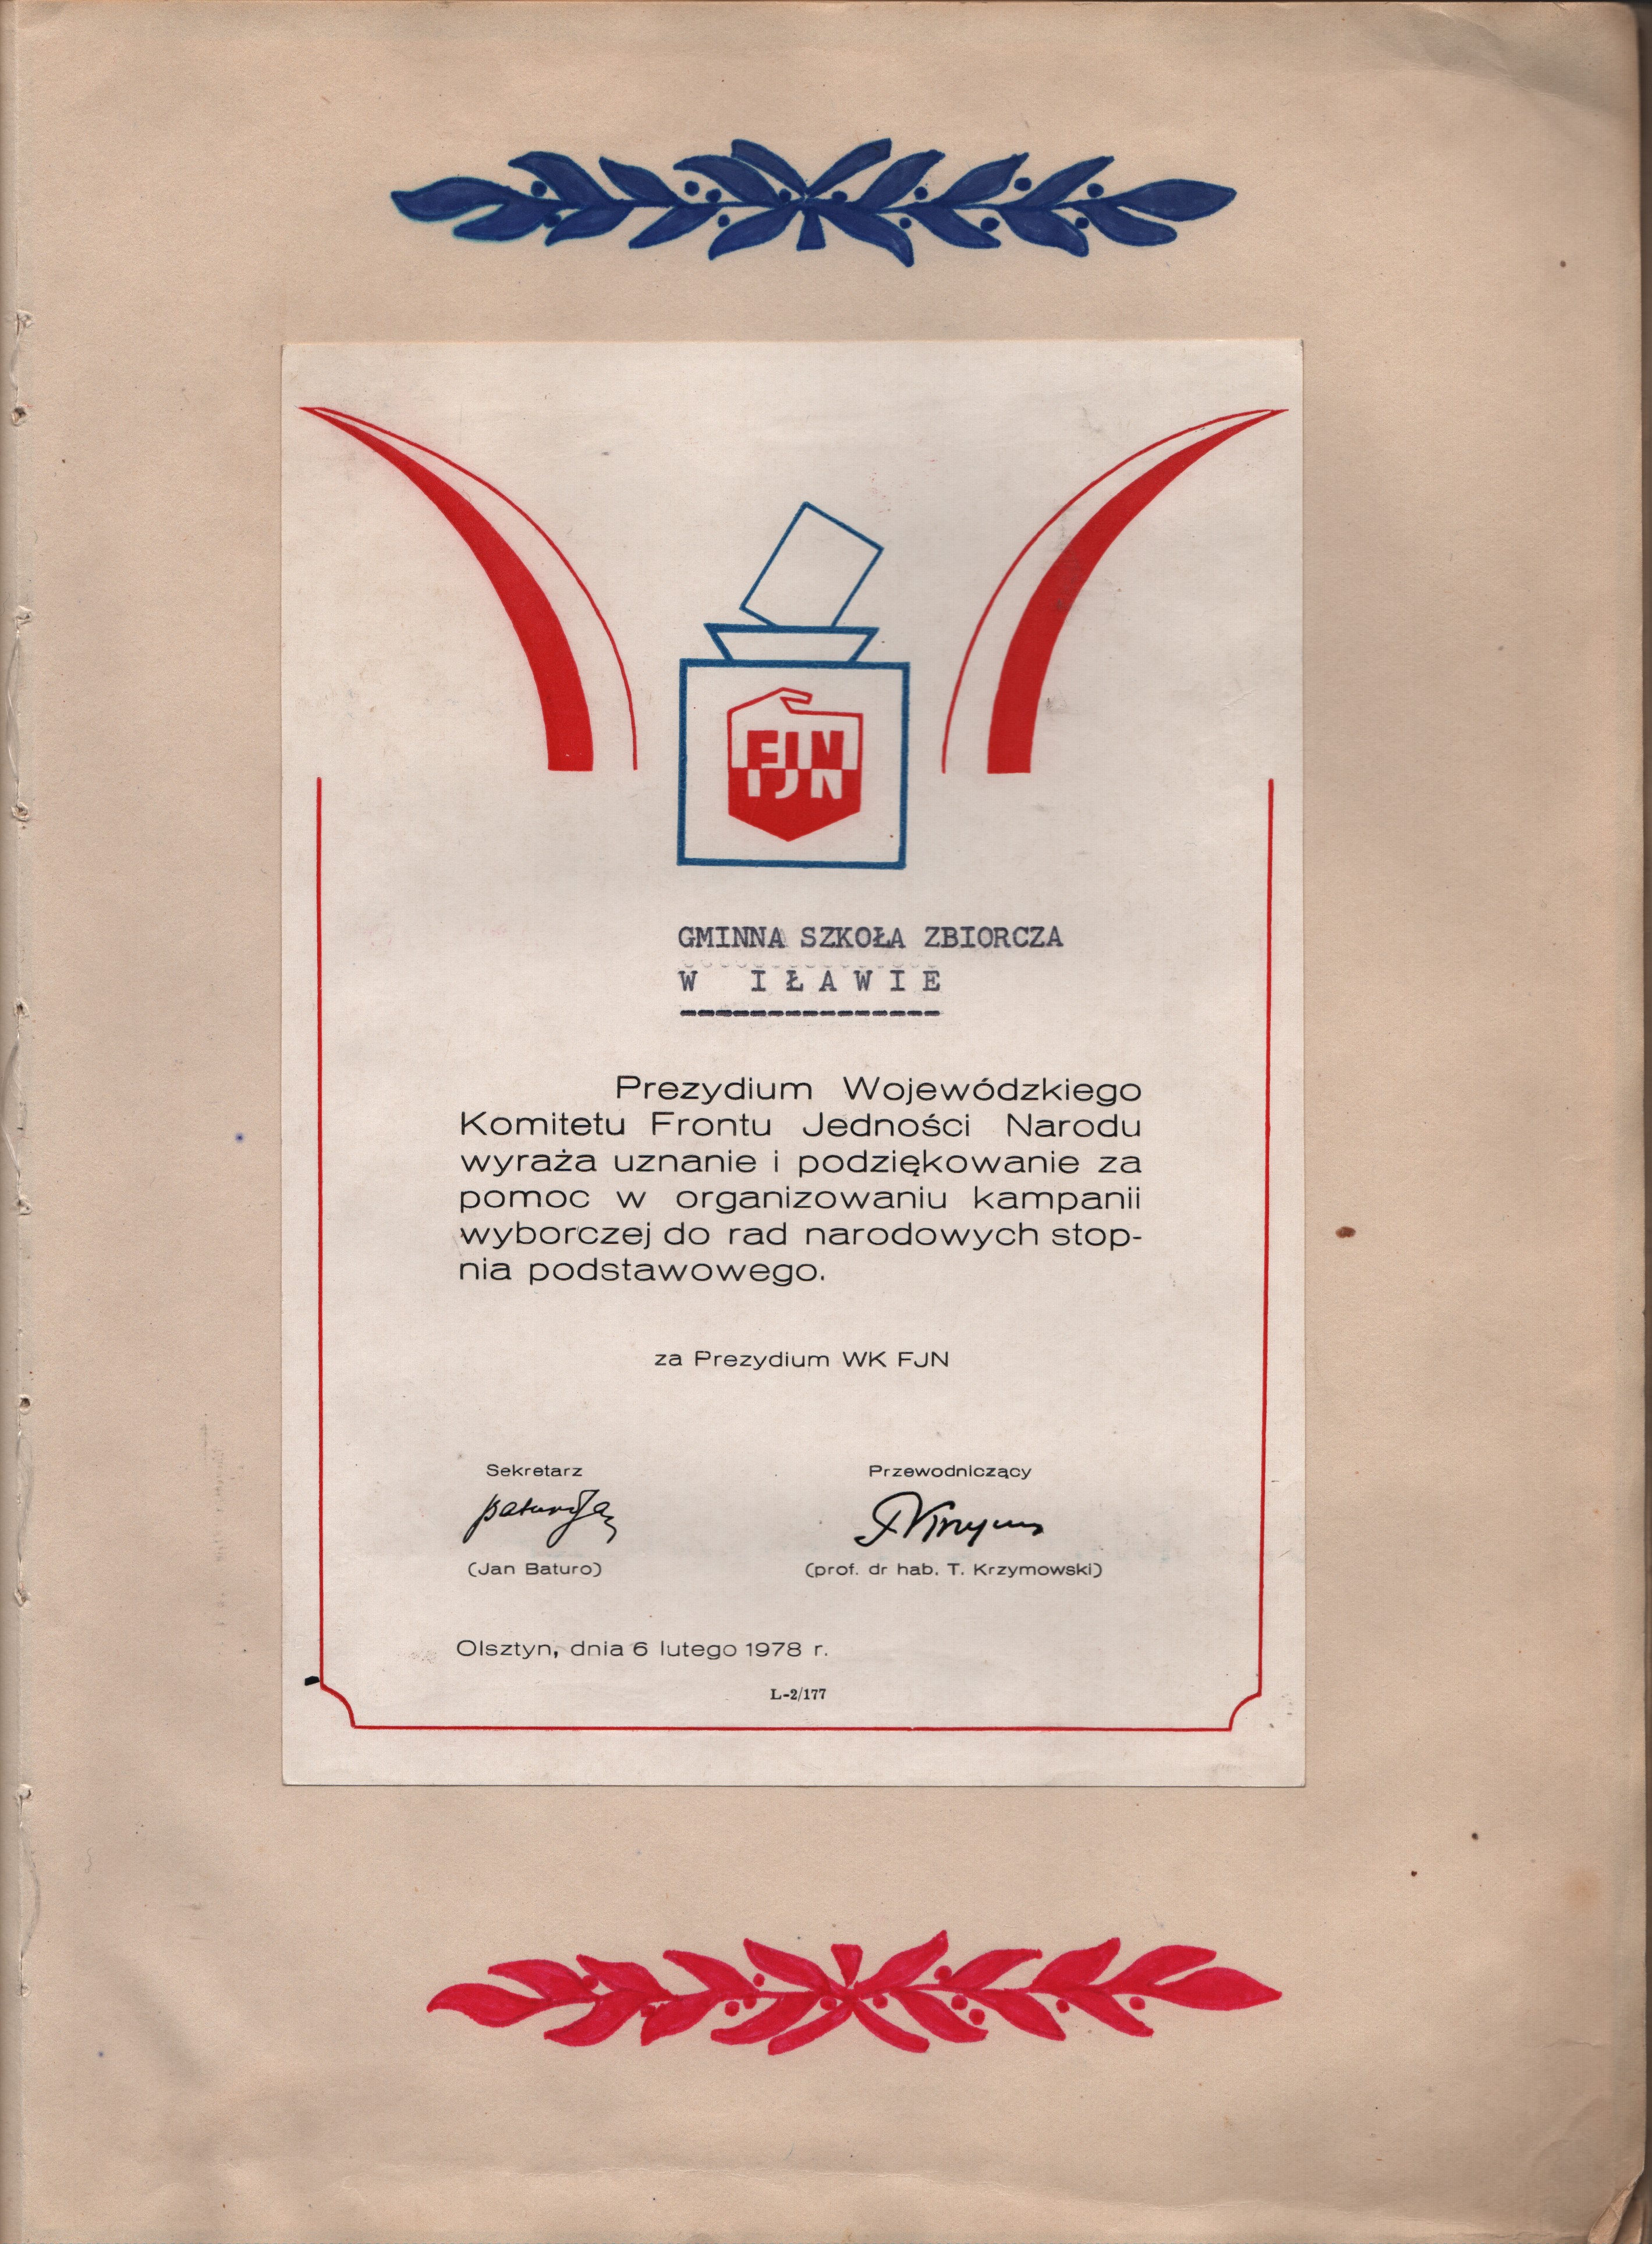 FJN
GMINNA SZKOŁA ZBIORCZA
W IŁAWIE
Prezydium Wojewódzkiego
Komitetu Frontu Jedności Narodu
wyraża uznanie i podziękowanie za
pomoc w organizowaniu kampanii
wyborczej do rad narodowych stop-
nia podstawowego.
za Prezydium WK FJN
Sekretarz
Przewodniczący
(Jan Baturo)
(prof. dr hab. T. Krzymowski)
Olsztyn, dnia 6 lutego 1978 r.
L-2/177